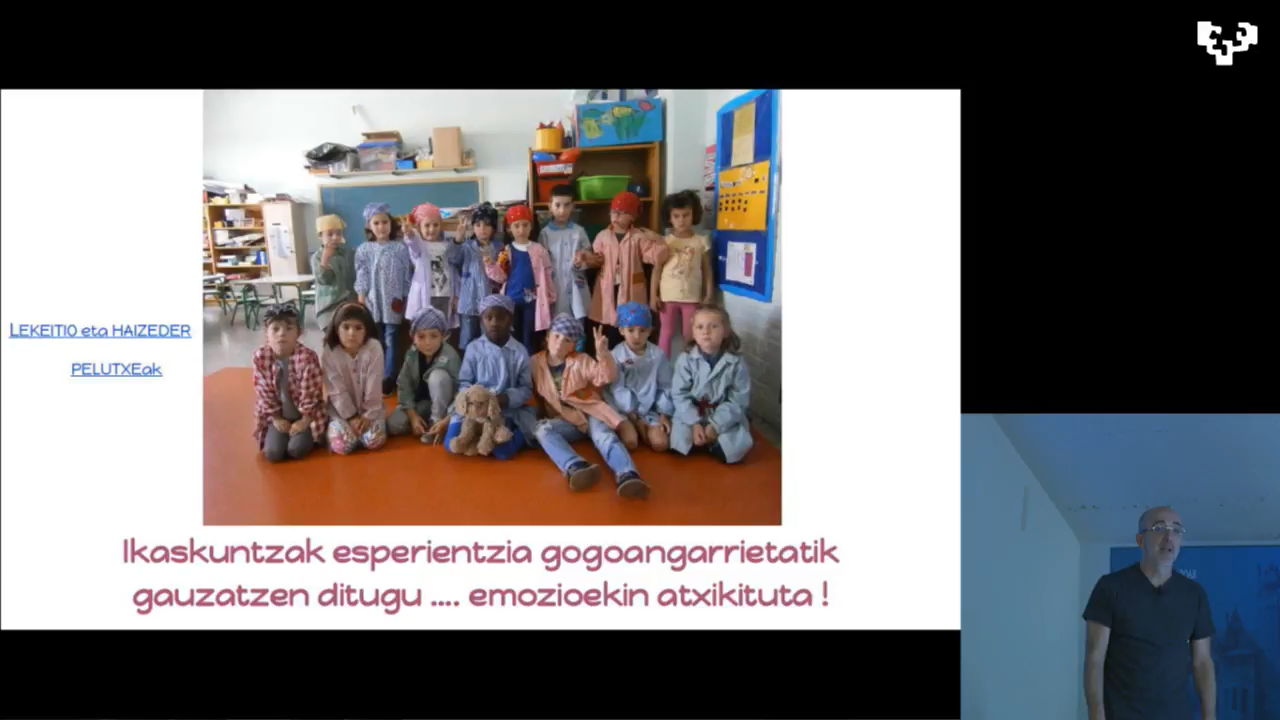 LEKEITIO eta HAIZEDER
PELUTXEak
Ikaskuntzak esperientzia gogoangarrietatik
gauzatzen ditugu .... emozioekin atxikituta !